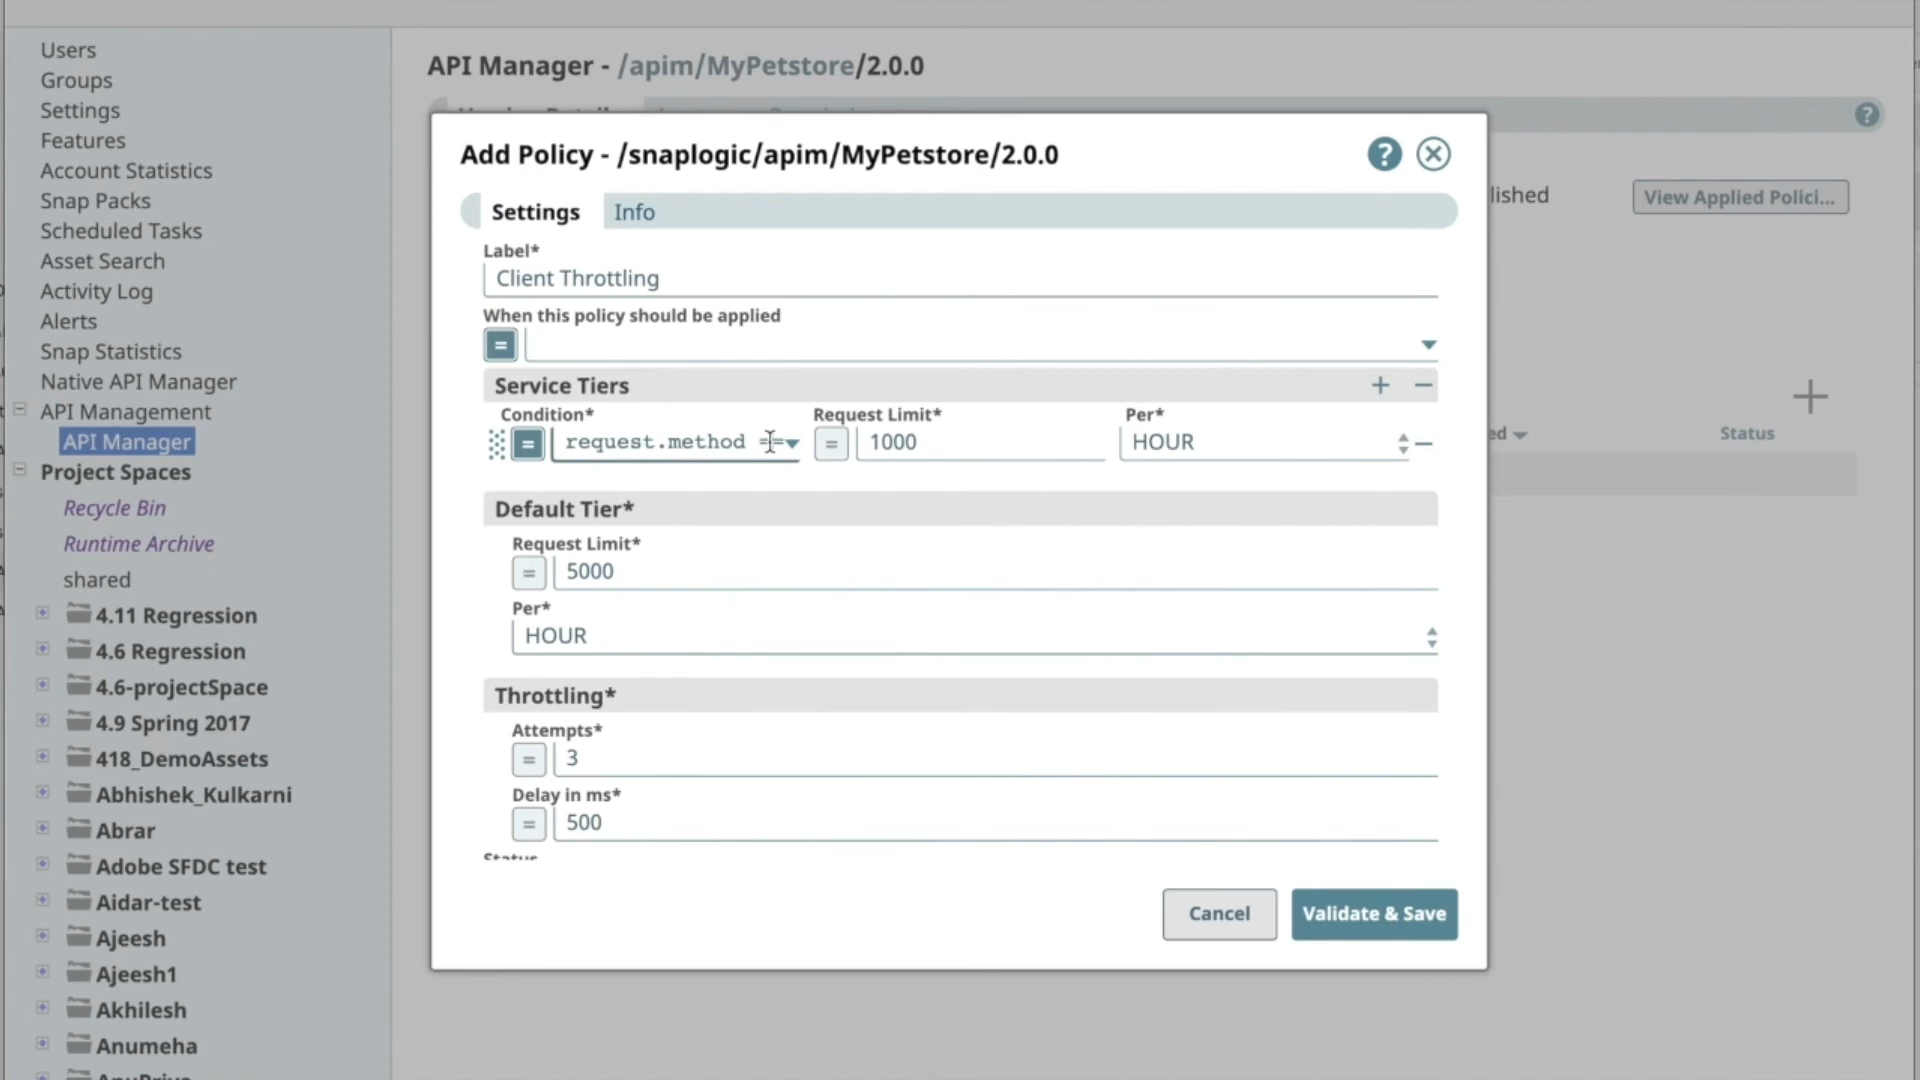 Users
Groups
Settings
Features
Account Statistics
Snap Packs
Scheduled Tasks
Asset Search
Activity Log
Alerts
Snap Statistics
Native API Manager
API Management
API Manager
Project Spaces
Recycle Bin
Runtime Archive
shared
4.11 Regression
4.6 Regression
4.6-projectSpace
4.9 Spring 2017
418_DemoAssets
Abhishek_Kulkarni
Abrar
Adobe SFDC test
Aidar-test
Ajeesh
Ajeesh1
Akhilesh
Anumeha
API Manager - /apim/MyPetstore/2.0.0
?
lished
View Applied Polici...
ed
Status
Add Policy - /snaplogic/apim/MyPetstore/2.0.0
?
Settings
Info
Label*
Client Throttling
When this policy should be applied
=
Service Tiers + −
Condition* Request Limit* Per*
= request.method == = 1000 HOUR −
Default Tier*
Request Limit*
= 5000
Per*
HOUR
Throttling*
Attempts*
= 3
Delay in ms*
= 500
Status
Cancel
Validate & Save